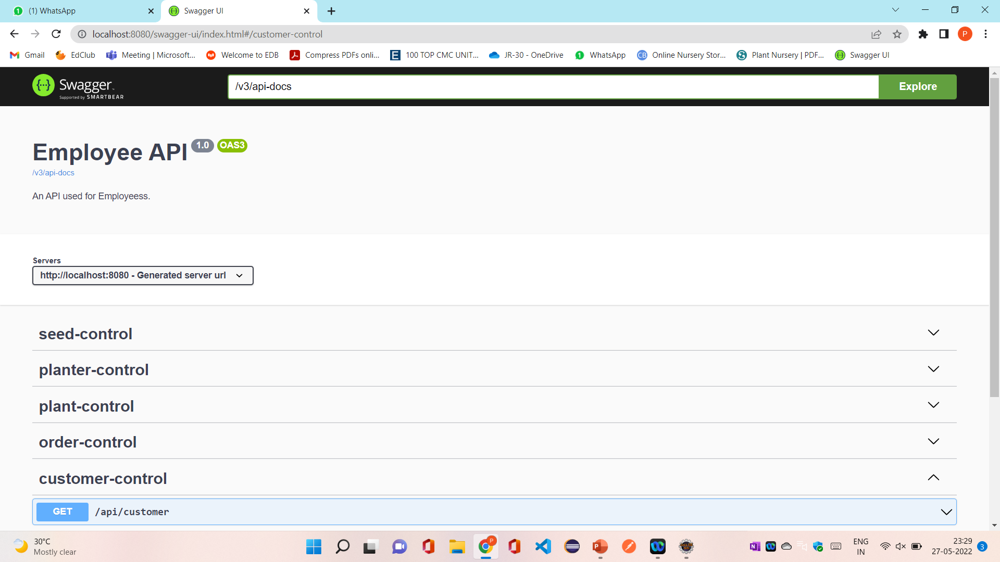 (1) WhatsApp
Swagger UI
localhost:8080/swagger-ui/index.html#/customer-control
P
Gmail
EdClub
Meeting | Microsoft...
Welcome to EDB
Compress PDFs onli...
100 TOP CMC UNIT...
JR-30 - OneDrive
WhatsApp
Online Nursery Stor...
Plant Nursery | PDF...
Swagger UI
Swagger
Supported by SMARTBEAR
/v3/api-docs
Explore
Employee API 1.0 OAS3
/v3/api-docs
An API used for Employeess.
Servers
http://localhost:8080 - Generated server url
seed-control
planter-control
plant-control
order-control
customer-control
GET /api/customer
30°C
Mostly clear
ENG
IN
23:29
27-05-2022
3